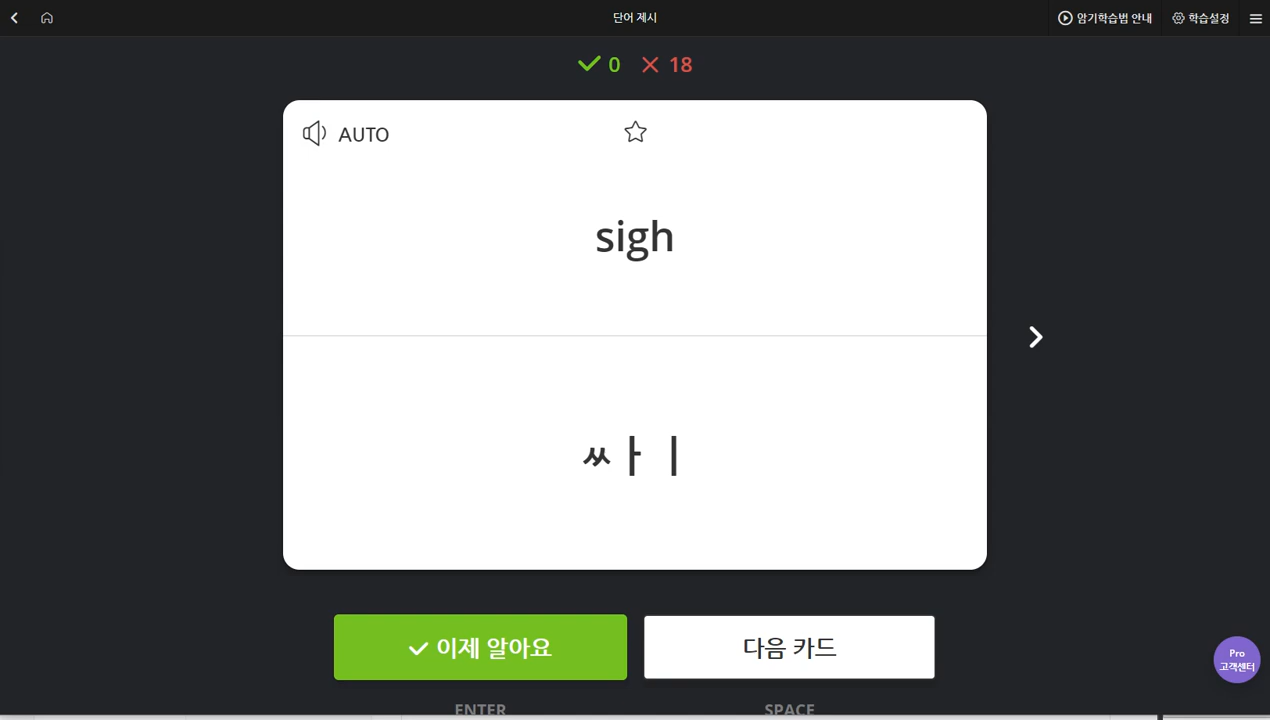 단어 제시
암기학습법 안내
학습설정
0
18
AUTO
sigh
ㅆㅏㅣ
이제 알아요
다음 카드
ENTER
SPACE
Pro
고객센터